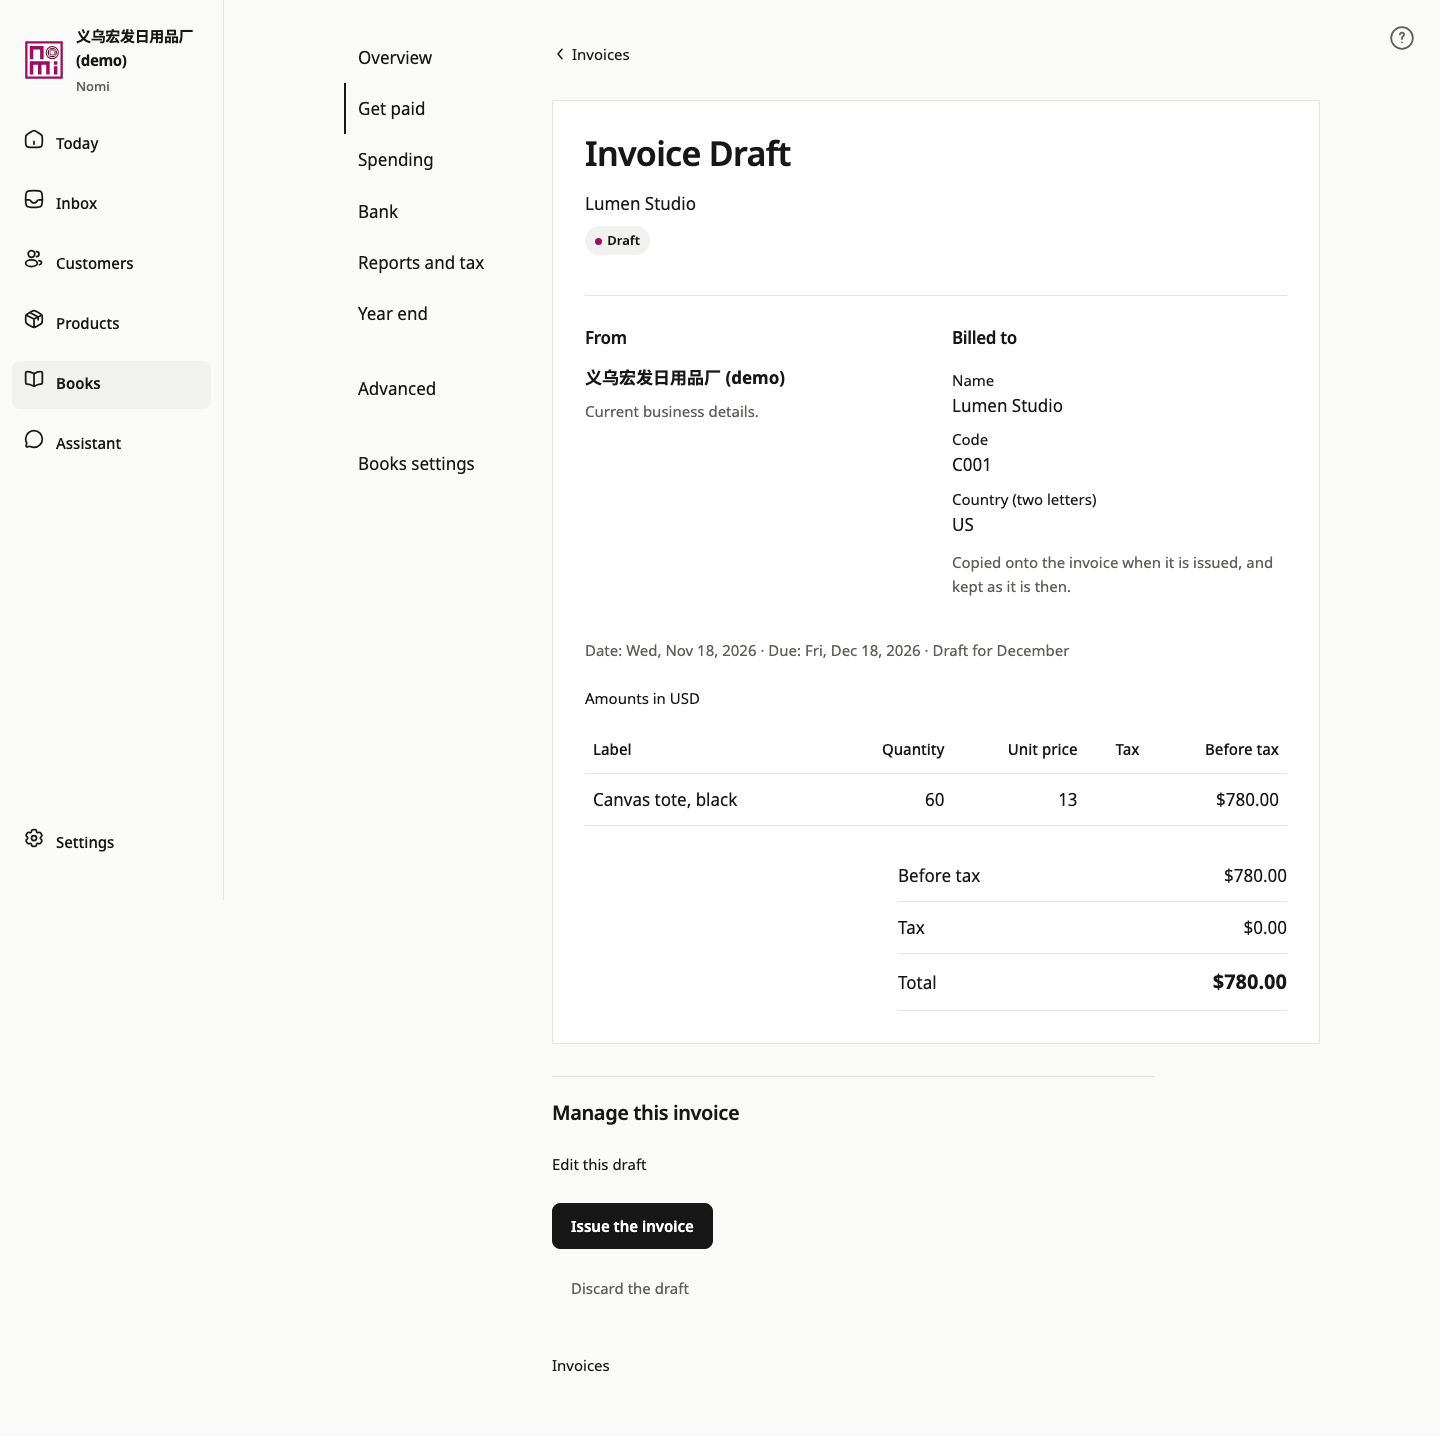 义乌宏发日用品厂
(demo)
Nomi
Today
Inbox
Customers
Products
Books
Assistant
Settings
Overview
Get paid
Spending
Bank
Reports and tax
Year end
Advanced
Books settings
Invoices
Invoice Draft
Lumen Studio
Draft
From
义乌宏发日用品厂 (demo)
Current business details.
Billed to
Name
Lumen Studio
Code
C001
Country (two letters)
US
Copied onto the invoice when it is issued, and
kept as it is then.
Date: Wed, Nov 18, 2026 · Due: Fri, Dec 18, 2026 · Draft for December
Amounts in USD
Label Quantity Unit price Tax Before tax
Canvas tote, black 60 13 $780.00
Before tax $780.00
Tax $0.00
Total $780.00
Manage this invoice
Edit this draft
Issue the invoice
Discard the draft
Invoices